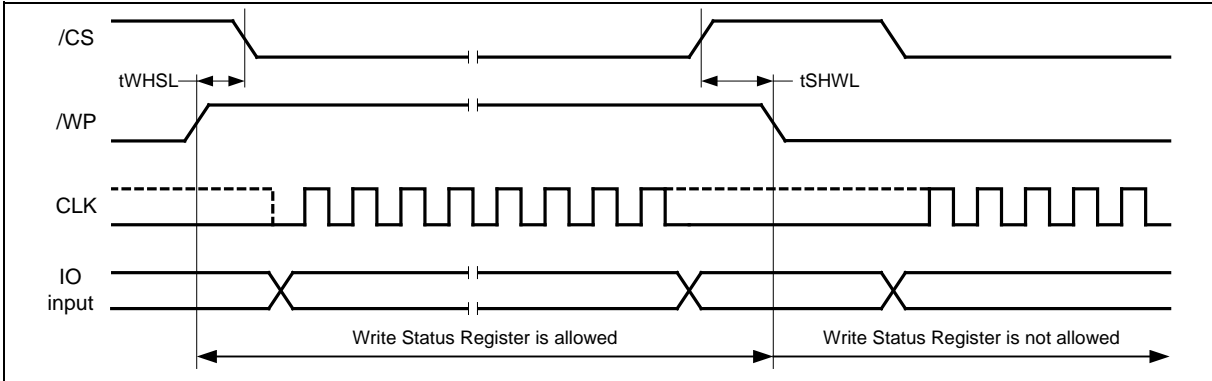 /CS
tWHSL
tSHWL
/WP
CLK
IO
input
Write Status Register is allowed
Write Status Register is not allowed